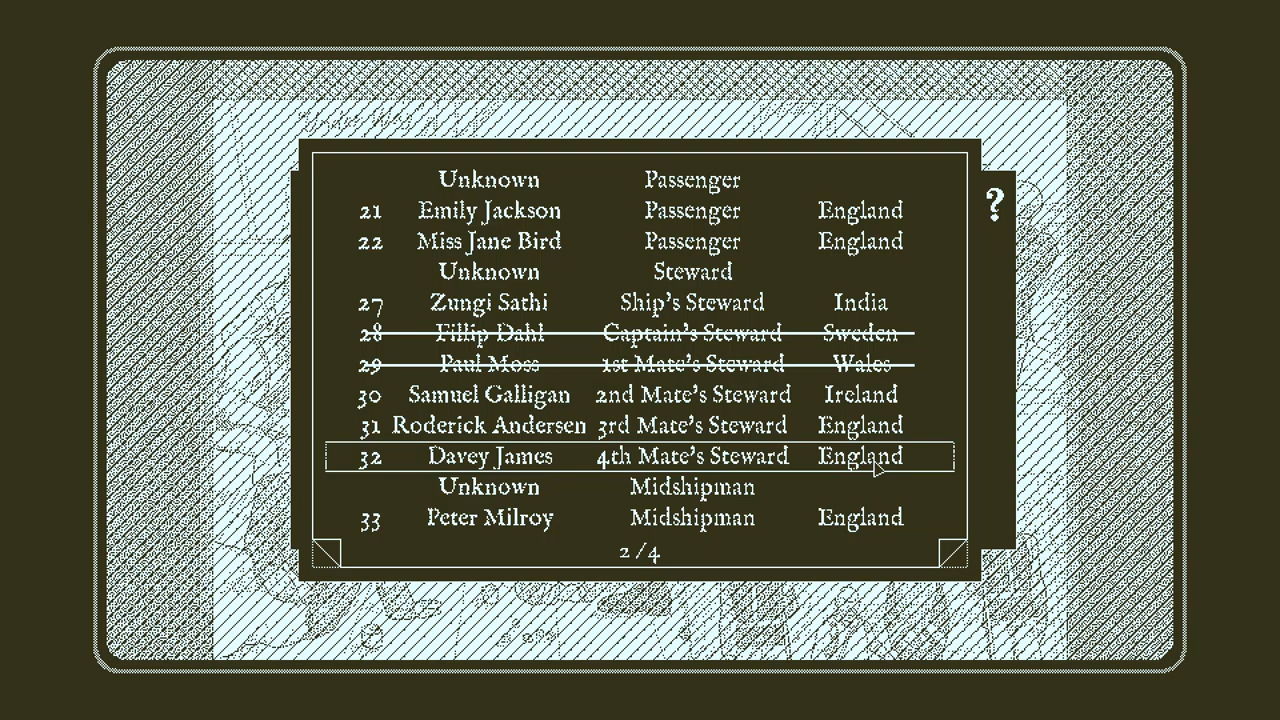 Unknown Passenger
21 Emily Jackson Passenger England
22 Miss Jane Bird Passenger England
Unknown Steward
27 Zungi Sathi Ship's Steward India
28 Fillip Dahl Captain's Steward Sweden
29 Paul Moss 1st Mate's Steward Wales
30 Samuel Galligan 2nd Mate's Steward Ireland
31 Roderick Andersen 3rd Mate's Steward England
32 Davey James 4th Mate's Steward England
Unknown Midshipman
33 Peter Milroy Midshipman England
2 /4
?